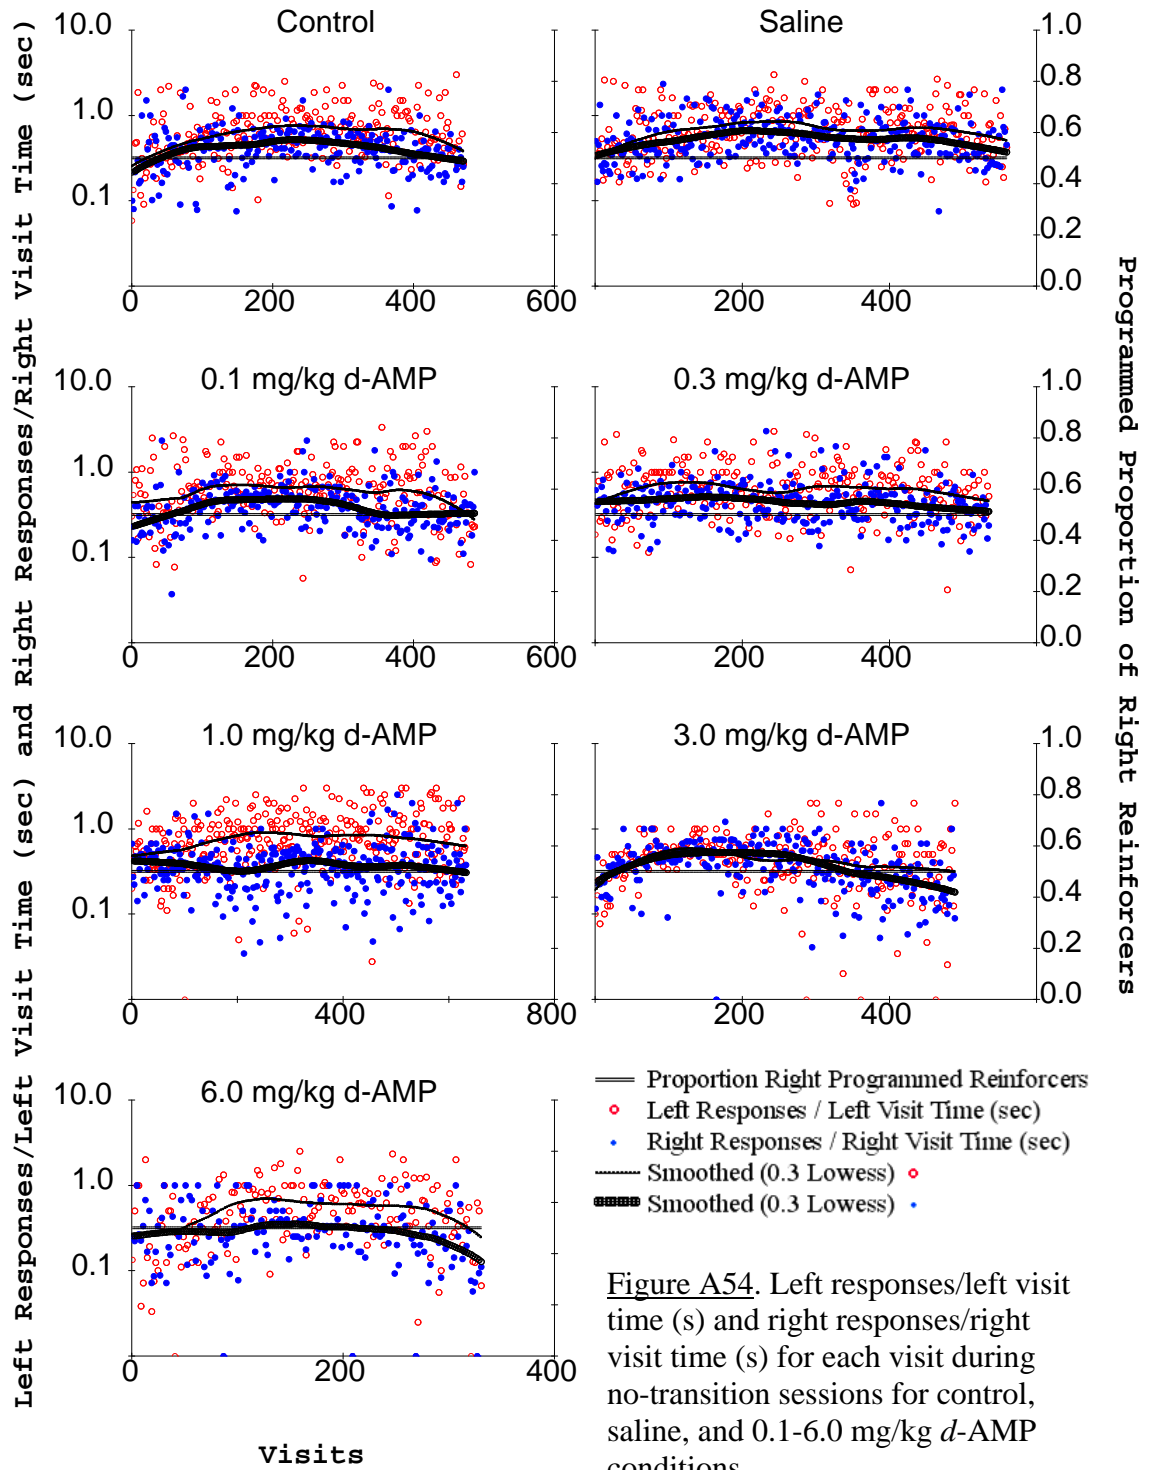 Left Responses/Left Visit Time (sec) and Right Responses/Right Visit Time (sec)
Control
10.0
1.0
0.1
0 200 400 600
Saline
1.0
0.8
0.6
0.4
0.2
0.0
200 400
0.1 mg/kg d-AMP
10.0
1.0
0.1
0 200 400 600
0.3 mg/kg d-AMP
1.0
0.8
0.6
0.4
0.2
0.0
200 400
1.0 mg/kg d-AMP
10.0
1.0
0.1
0 400 800
3.0 mg/kg d-AMP
1.0
0.8
0.6
0.4
0.2
0.0
200 400
6.0 mg/kg d-AMP
10.0
1.0
0.1
0 200 400
Visits
Programmed Proportion of Right Reinforcers
Proportion Right Programmed Reinforcers
Left Responses / Left Visit Time (sec)
Right Responses / Right Visit Time (sec)
Smoothed (0.3 Lowess)
Smoothed (0.3 Lowess)
Figure A54. Left responses/left visit
time (s) and right responses/right
visit time (s) for each visit during
no-transition sessions for control,
saline, and 0.1-6.0 mg/kg d-AMP
conditions